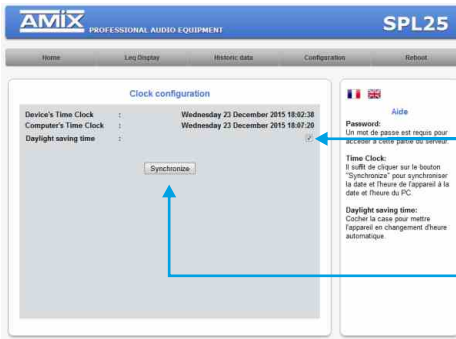 AMIX PROFESSIONAL AUDIO EQUIPMENT
SPL25
Home Leq Display Historic data Configuration Reboot
Clock configuration
Device's Time Clock : Wednesday 23 December 2015 18:02:38
Computer's Time Clock : Wednesday 23 December 2015 18:07:20
Daylight saving time :
Synchronize
Aide
Password:
Un mot de passe est requis pour
accéder à cette partie du serveur.
Time Clock:
Il suffit de cliquer sur le bouton
"Synchronize" pour synchroniser
la date et l'heure de l'appareil à la
date et l'heure du PC.
Daylight saving time:
Cocher la case pour mettre
l'appareil en changement d'heure
automatique.